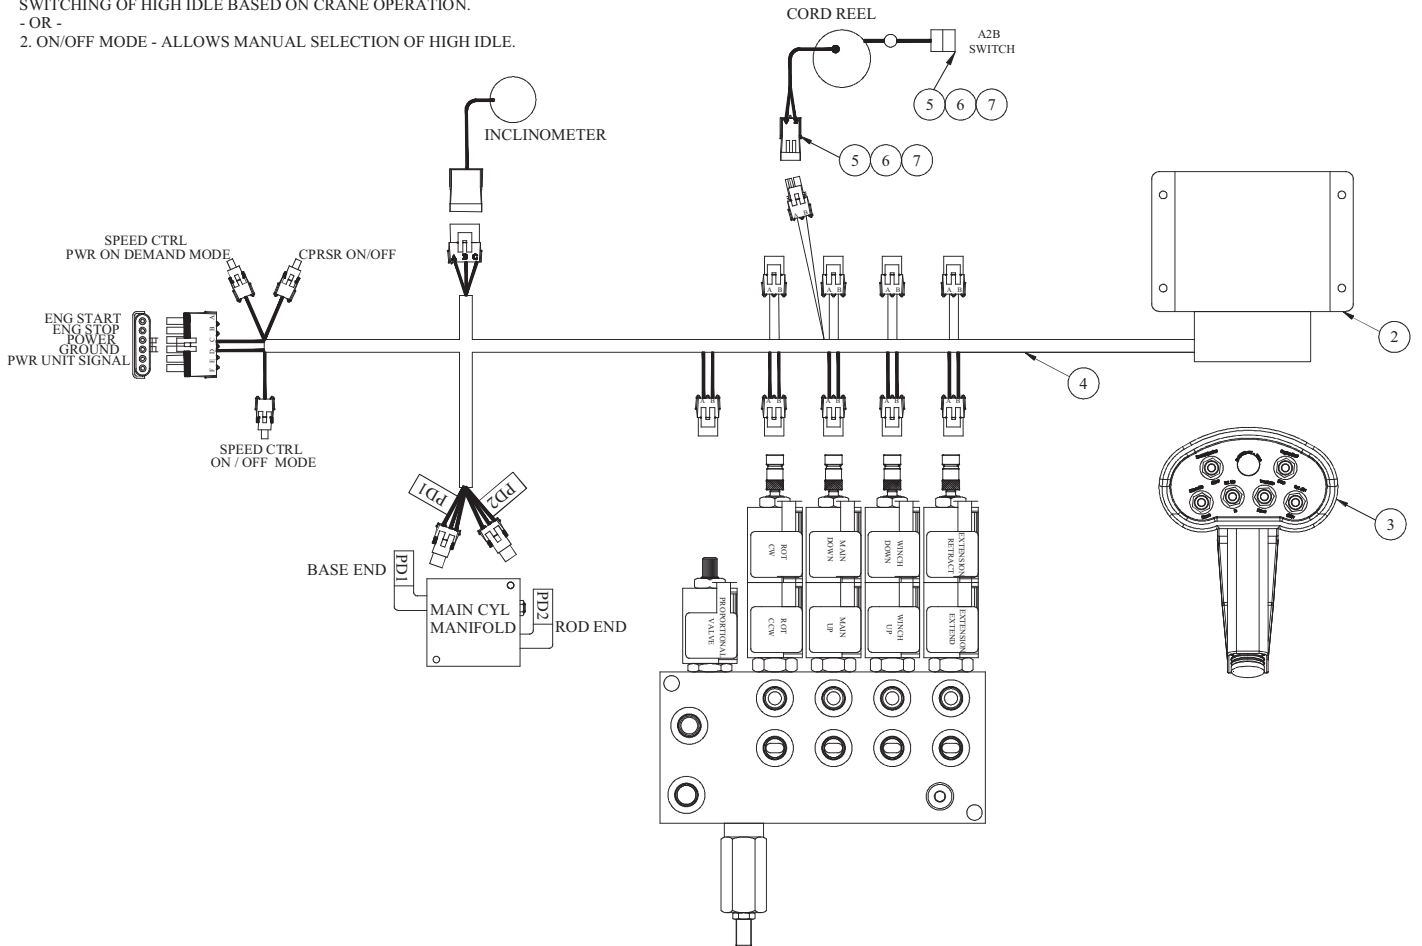 SWITCHING OF HIGH IDLE BASED ON CRANE OPERATION.
- OR -
2. ON/OFF MODE - ALLOWS MANUAL SELECTION OF HIGH IDLE.
CORD REEL
A2B
SWITCH
5 6 7
INCLINOMETER
5 6 7
A B
SPEED CTRL
PWR ON DEMAND MODE
CPRSR ON/OFF
A B C
A B
A B
A B
A B
ENG START
ENG STOP
POWER
GROUND
PWR UNIT SIGNAL
A
B
C
D
E
F
2
4
A B
A B
A B
A B
A B
SPEED CTRL
ON / OFF MODE
PD1
PD2
3
BASE END
PD1
MAIN CYL
MANIFOLD
PD2
ROD END
ROT
CW
MAIN
DOWN
WINCH
DOWN
EXTENSION
RETRACT
PROPORTIONAL
VALVE
ROT
CCW
MAIN
UP
WINCH
UP
EXTENSION
EXTEND